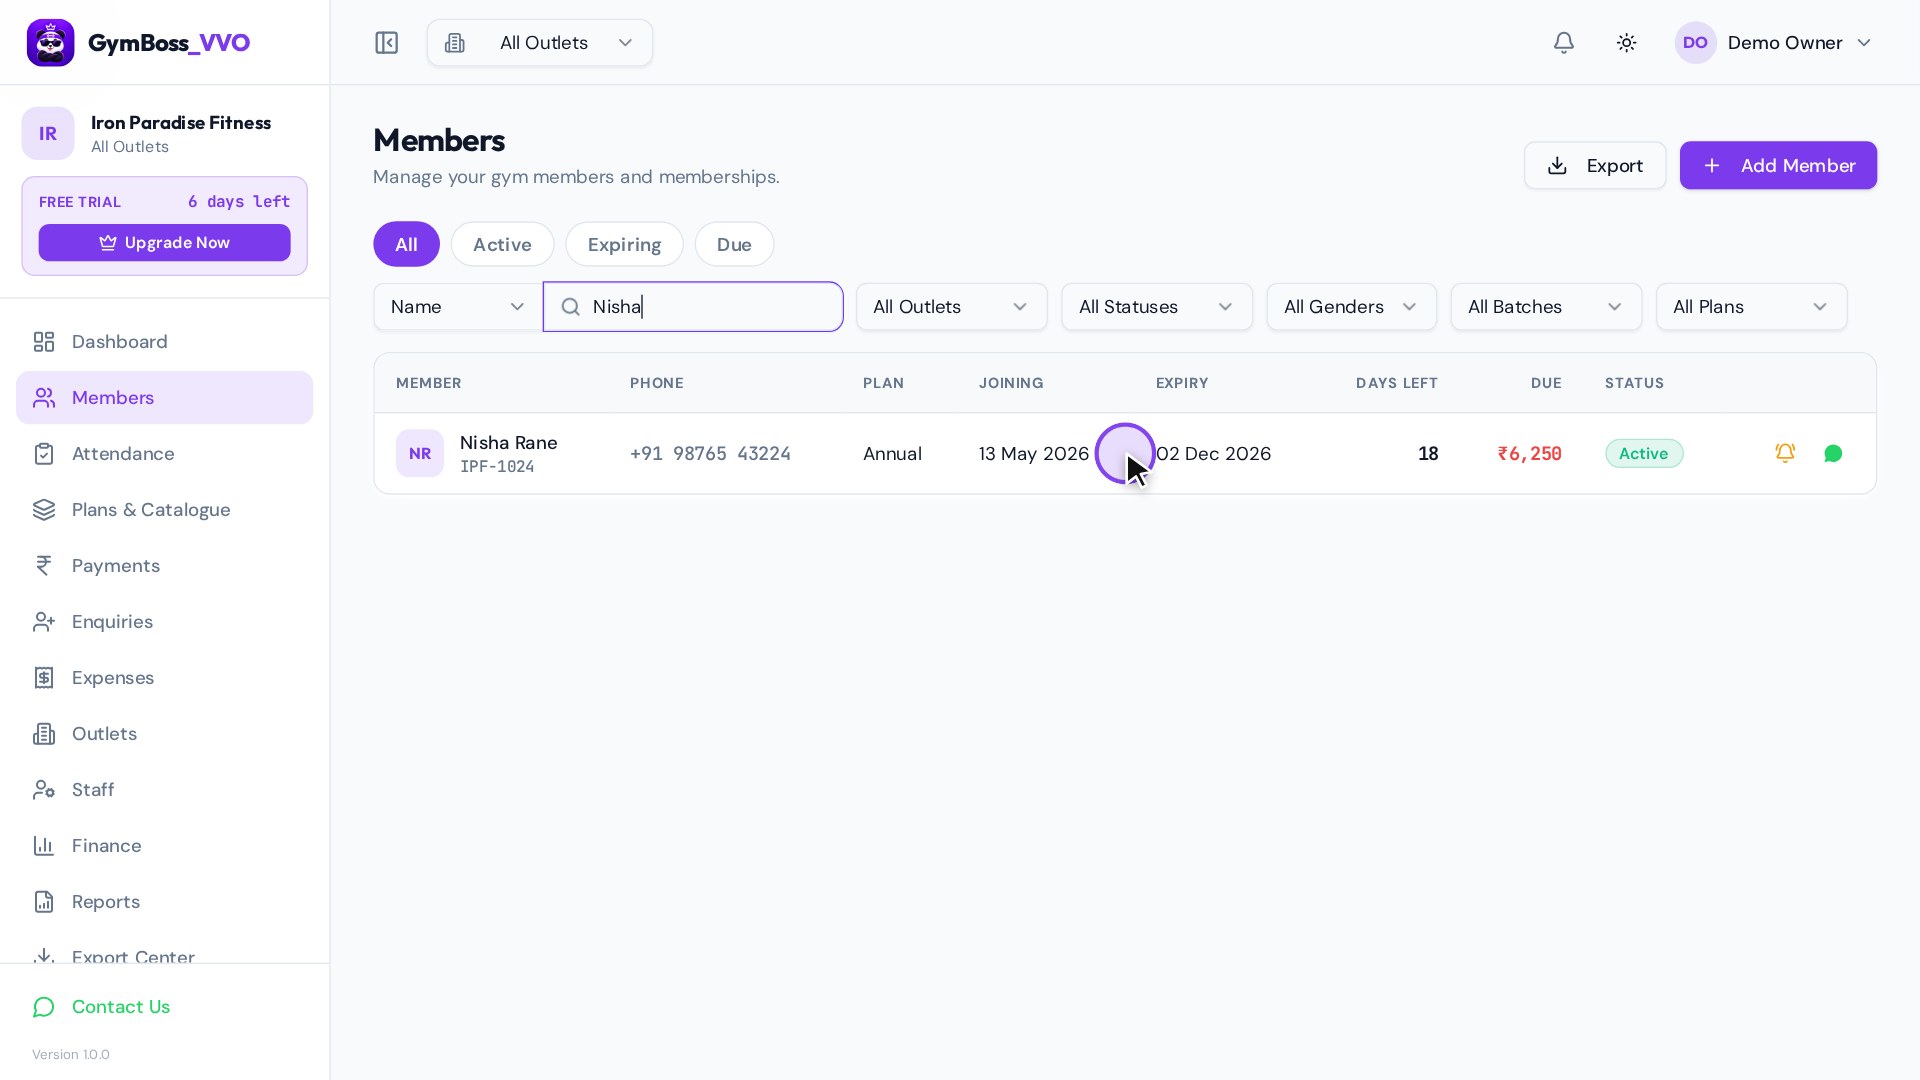 GymBoss_VVO
All Outlets
DO Demo Owner
IR
Iron Paradise Fitness
All Outlets
FREE TRIAL 6 days left
Upgrade Now
Dashboard
Members
Attendance
Plans & Catalogue
Payments
Enquiries
Expenses
Outlets
Staff
Finance
Reports
Export Center
Contact Us
Version 1.0.0
Members
Manage your gym members and memberships.
Export
Add Member
All Active Expiring Due
Name Nisha All Outlets All Statuses All Genders All Batches All Plans
MEMBER PHONE PLAN JOINING EXPIRY DAYS LEFT DUE STATUS
NR Nisha Rane +91 98765 43224 Annual 13 May 2026 02 Dec 2026 18 ₹6,250 Active
IPF-1024